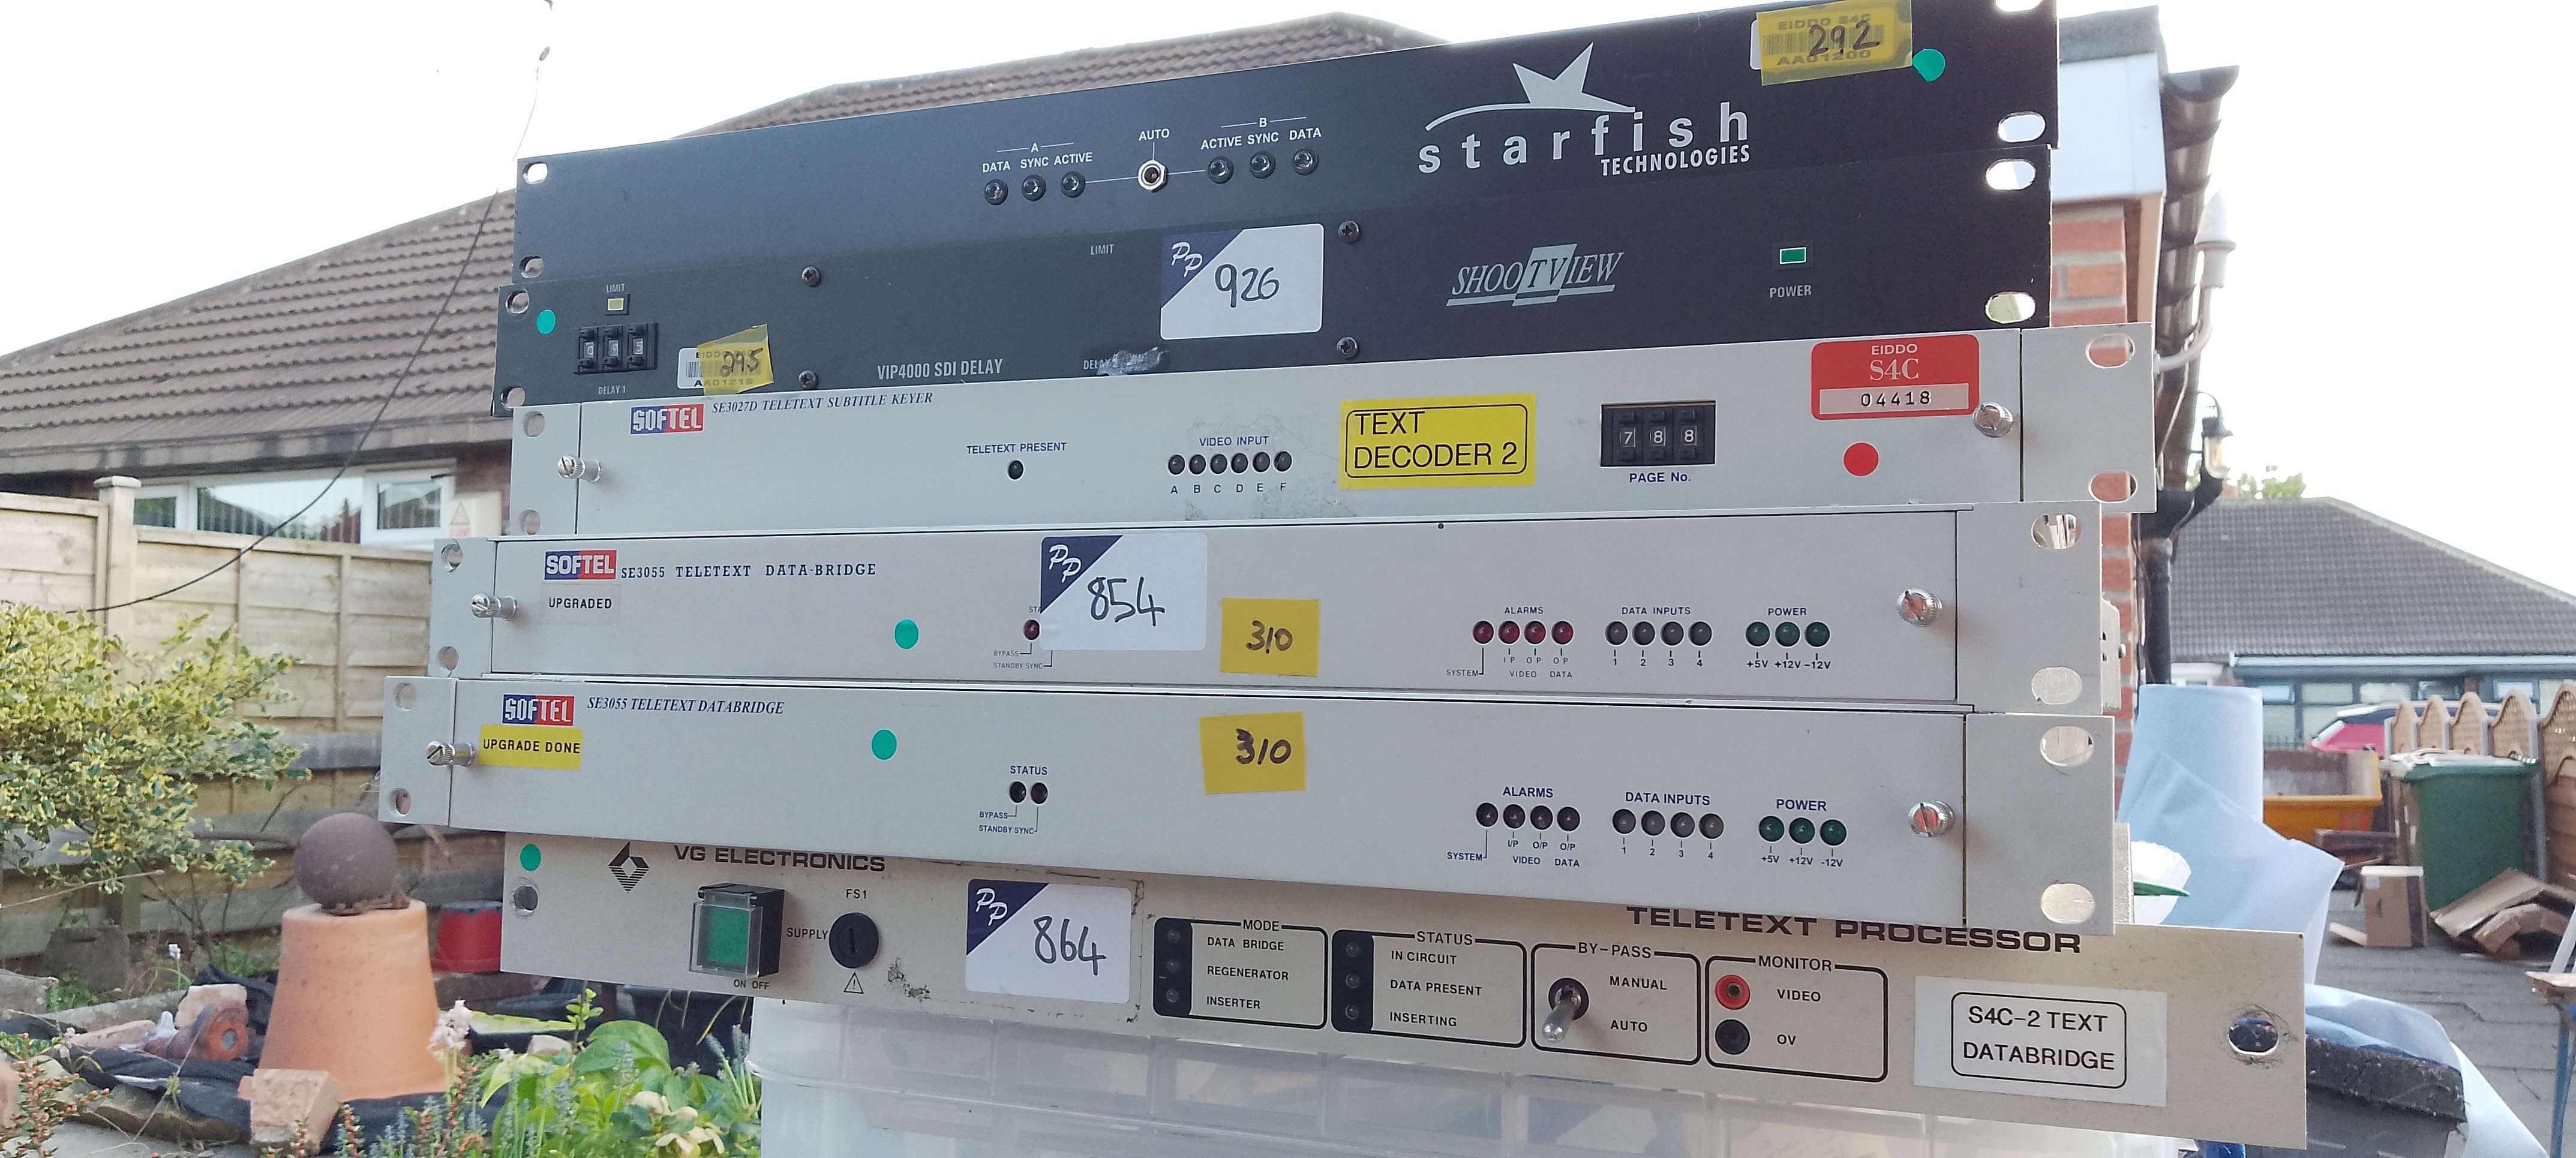 EIDDO S4C
292
AA01200
starfish
TECHNOLOGIES
A
DATA SYNC ACTIVE
AUTO
B
ACTIVE SYNC DATA
LIMIT
LIMIT
PP
926
SHOOTVIEW
POWER
DELAY 1
EIDDO
295
AA01219
VIP4000 SDI DELAY
SOFTEL
SE3027D TELETEXT SUBTITLE KEYER
TELETEXT PRESENT
VIDEO INPUT
A B C D E F
TEXT
DECODER 2
7 8 8
PAGE No.
EIDDO
S4C
04418
SOFTEL
SE3055 TELETEXT DATA-BRIDGE
UPGRADED
STA
BYPASS
STANDBY SYNC
PP
854
310
ALARMS
SYSTEM
IP OP OP
VIDEO DATA
DATA INPUTS
1 2 3 4
POWER
+5V +12V -12V
SOFTEL
SE3055 TELETEXT DATABRIDGE
UPGRADE DONE
STATUS
BYPASS
STANDBY SYNC
310
ALARMS
SYSTEM
I/P O/P O/P
VIDEO DATA
DATA INPUTS
1 2 3 4
POWER
+5V +12V -12V
VG ELECTRONICS
ON OFF
SUPPLY
FS1
PP
864
TELETEXT PROCESSOR
MODE
DATA BRIDGE
REGENERATOR
INSERTER
STATUS
IN CIRCUIT
DATA PRESENT
INSERTING
BY-PASS
MANUAL
AUTO
MONITOR
VIDEO
OV
S4C-2 TEXT
DATABRIDGE